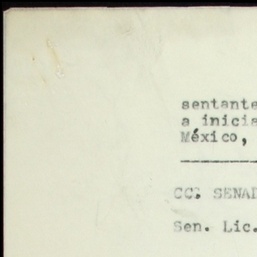 sentante
a inicia
México,
CC. SENAD
Sen. Lic.